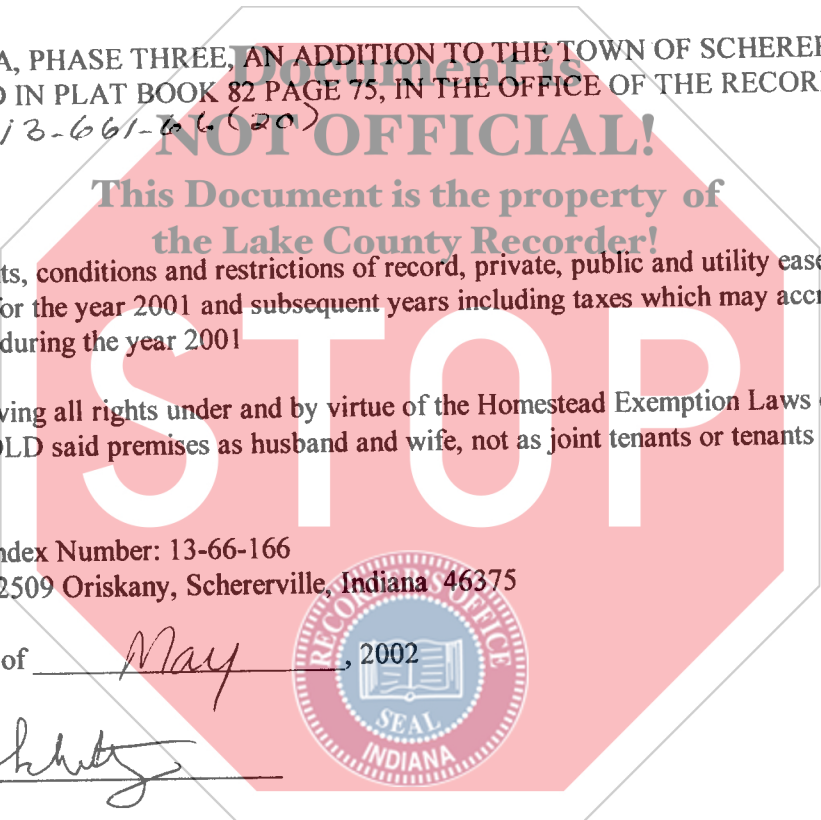 A, PHASE THREE, AN ADDITION TO THE TOWN OF SCHERER
Document is
D IN PLAT BOOK 82 PAGE 75, IN THE OFFICE OF THE RECOR
NOT OFFICIAL!
This Document is the property of
the Lake County Recorder!
ts, conditions and restrictions of record, private, public and utility ease
or the year 2001 and subsequent years including taxes which may accr
during the year 2001
STOP
ving all rights under and by virtue of the Homestead Exemption Laws
OLD said premises as husband and wife, not as joint tenants or tenants
ndex Number: 13-66-166
2509 Oriskany, Schererville, Indiana 46375
of May, 2002
RECORDER'S OFFICE
SEAL
INDIANA